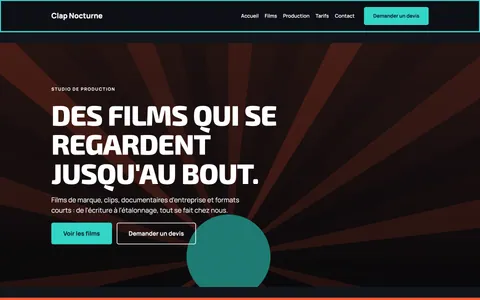 Clap Nocturne
Accueil Films Production Tarifs Contact Demander un devis
STUDIO DE PRODUCTION
DES FILMS QUI SE
REGARDENT
JUSQU'AU BOUT.
Films de marque, clips, documentaires d'entreprise et formats
courts : de l'écriture à l'étalonnage, tout se fait chez nous.
Voir les films Demander un devis